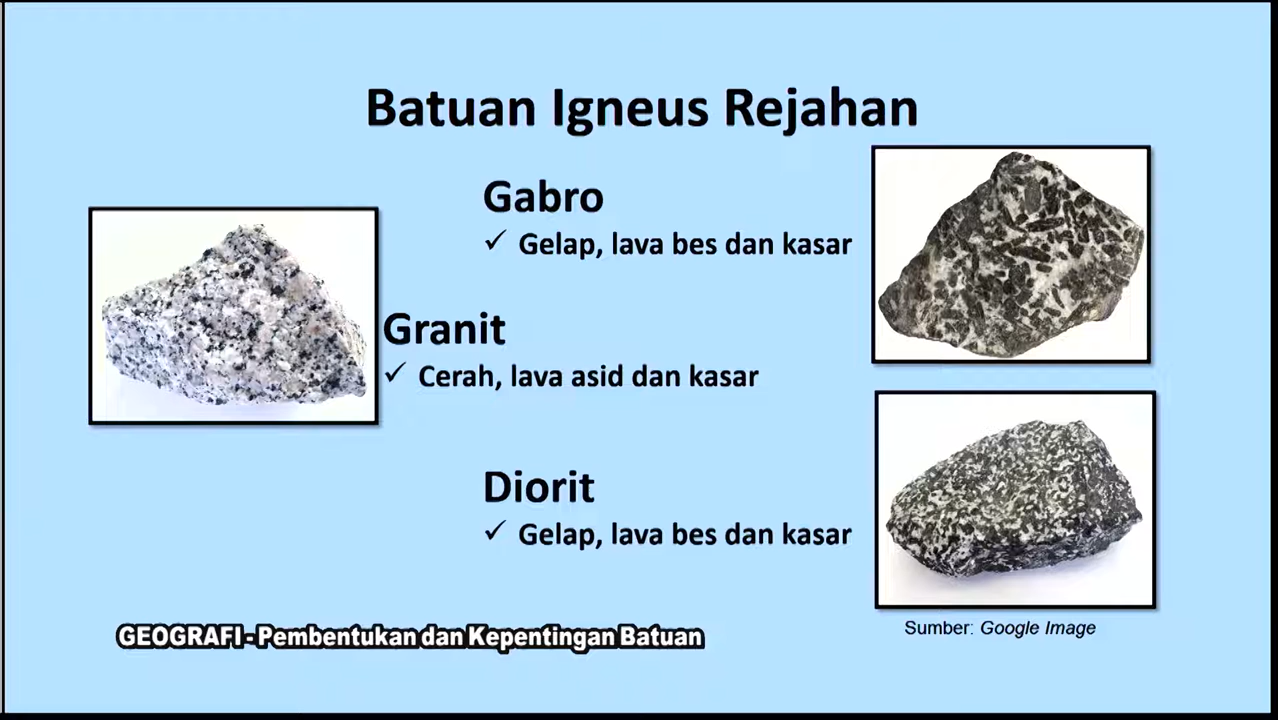 Batuan Igneus Rejahan
Gabro
✓ Gelap, lava bes dan kasar
Granit
✓ Cerah, lava asid dan kasar
Diorit
✓ Gelap, lava bes dan kasar
GEOGRAFI - Pembentukan dan Kepentingan Batuan
Sumber: Google Image